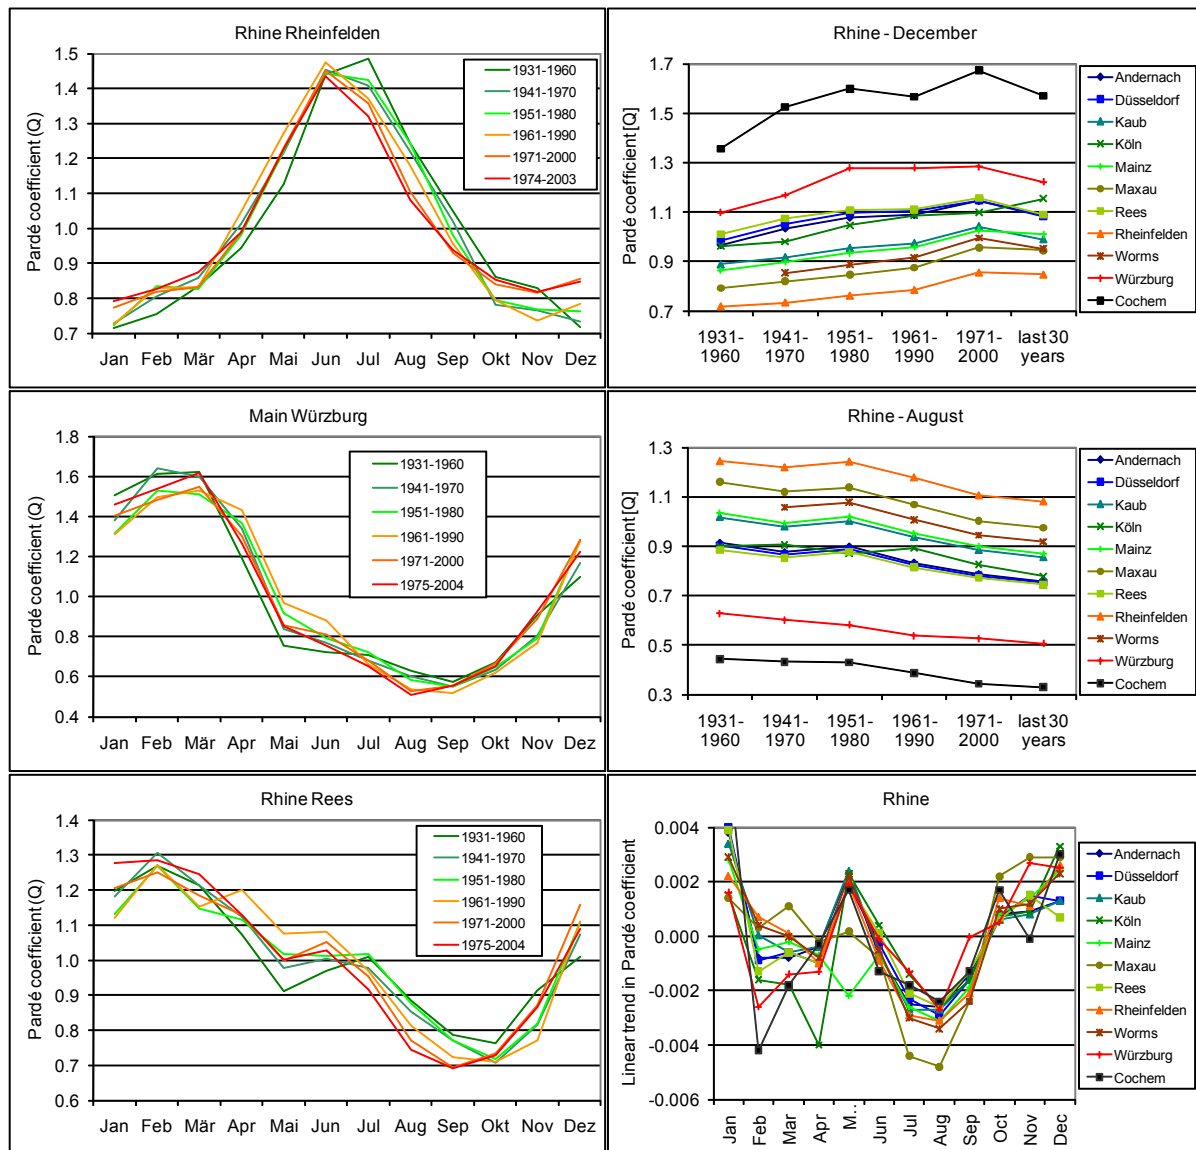 Rhine Rheinfelden
Pardé coefficient (Q)
1.5
1.4
1.3
1.2
1.1
1.0
0.9
0.8
0.7
Jan Feb Mär Apr Mai Jun Jul Aug Sep Okt Nov Dez
1931-1960
1941-1970
1951-1980
1961-1990
1971-2000
1974-2003
Rhine - December
Pardé coefficient [Q]
1.7
1.5
1.3
1.1
0.9
0.7
1931- 1941- 1951- 1961- 1971- last 30
1960 1970 1980 1990 2000 years
Andernach
Düsseldorf
Kaub
Köln
Mainz
Maxau
Rees
Rheinfelden
Worms
Würzburg
Cochem
Main Würzburg
Pardé coefficient (Q)
1.8
1.6
1.4
1.2
1.0
0.8
0.6
0.4
Jan Feb Mär Apr Mai Jun Jul Aug Sep Okt Nov Dez
1931-1960
1941-1970
1951-1980
1961-1990
1971-2000
1975-2004
Rhine - August
Pardé coefficient [Q]
1.3
1.1
0.9
0.7
0.5
0.3
1931- 1941- 1951- 1961- 1971- last 30
1960 1970 1980 1990 2000 years
Andernach
Düsseldorf
Kaub
Köln
Mainz
Maxau
Rees
Rheinfelden
Worms
Würzburg
Cochem
Rhine Rees
Pardé coefficient (Q)
1.4
1.3
1.2
1.1
1.0
0.9
0.8
0.7
0.6
Jan Feb Mär Apr Mai Jun Jul Aug Sep Okt Nov Dez
1931-1960
1941-1970
1951-1980
1961-1990
1971-2000
1975-2004
Rhine
Linear trend in Pardé coefficient
0.004
0.002
0.000
-0.002
-0.004
-0.006
Jan Feb Mar Apr M... Jun Jul Aug Sep Oct Nov Dec
Andernach
Düsseldorf
Kaub
Köln
Mainz
Maxau
Rees
Rheinfelden
Worms
Würzburg
Cochem